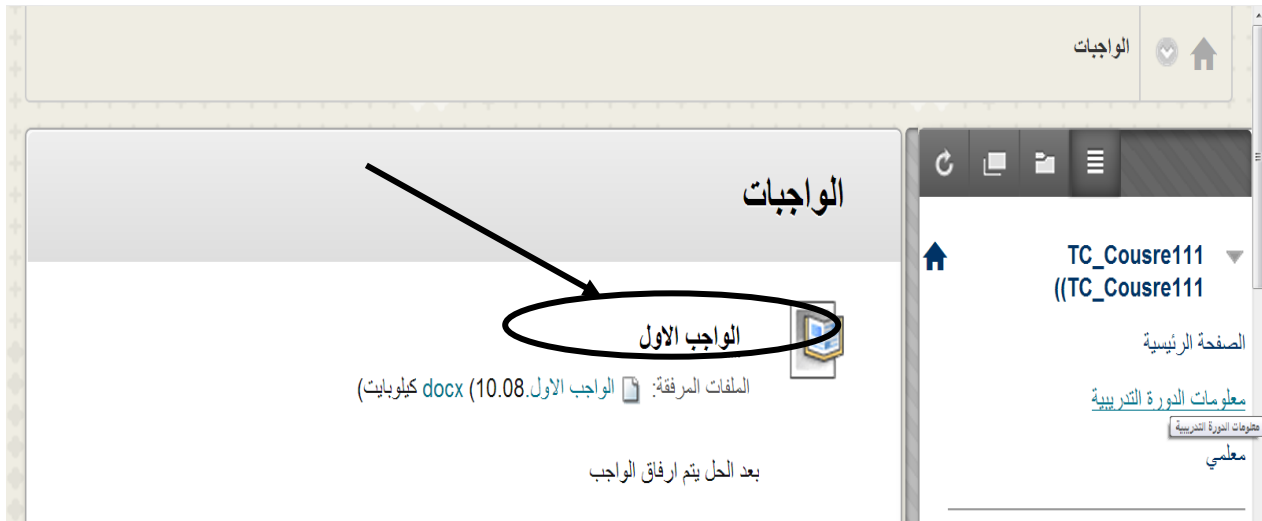 الواجبات
TC_Cousre111
((TC_Cousre111
الصفحة الرئيسية
معلومات الدورة التدريبية
معلومات الدورة التدريبية
معلمي
الواجبات
الواجب الاول
الملفات المرفقة: الواجب الاول.docx (10.08 كيلوبايت)
بعد الحل يتم ارفاق الواجب